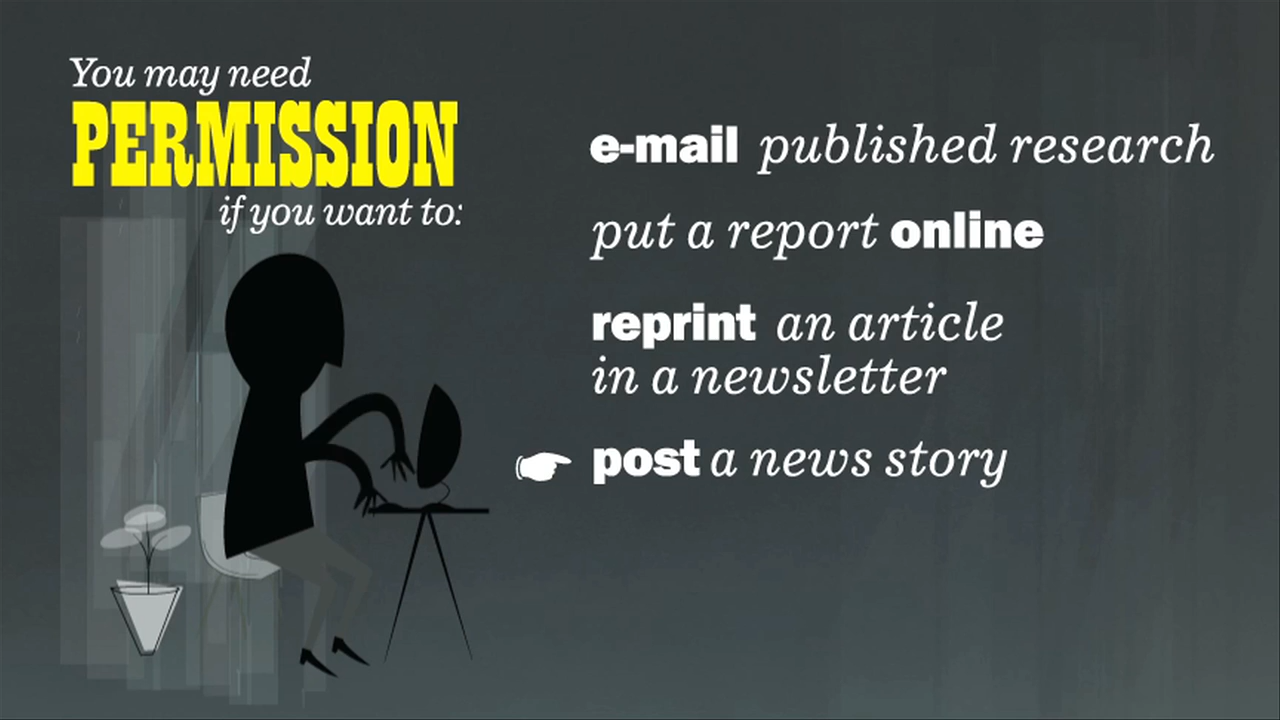 You may need
PERMISSION
if you want to:
e-mail published research
put a report online
reprint an article
in a newsletter
post a news story